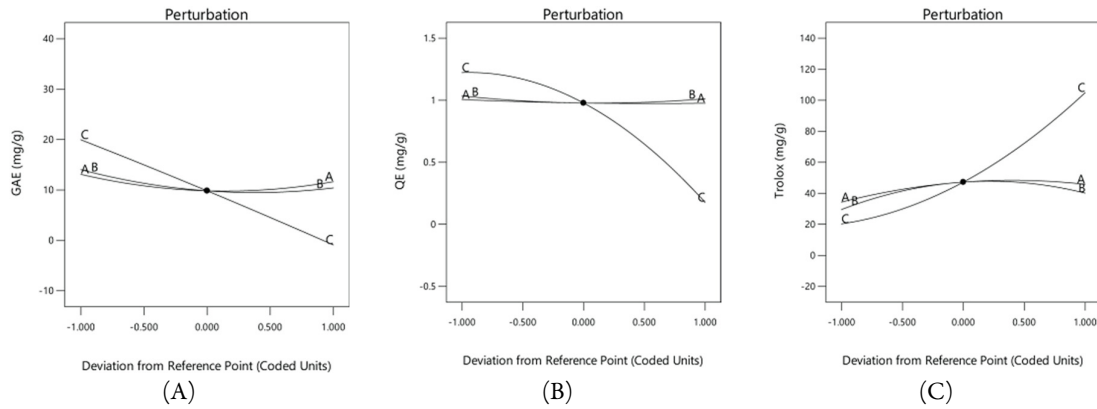 Perturbation
40
30
20
10
0
-10
GAE (mg/g)
C
A B
A
B
C
-1.000 -0.500 0.000 0.500 1.000
Deviation from Reference Point (Coded Units)
(A)
Perturbation
1.5
1
0.5
0
-0.5
QE (mg/g)
C
A B
B A
C
-1.000 -0.500 0.000 0.500 1.000
Deviation from Reference Point (Coded Units)
(B)
Perturbation
140
120
100
80
60
40
20
0
-20
Trolox (mg/g)
C
A
B
C
A
B
-1.000 -0.500 0.000 0.500 1.000
Deviation from Reference Point (Coded Units)
(C)